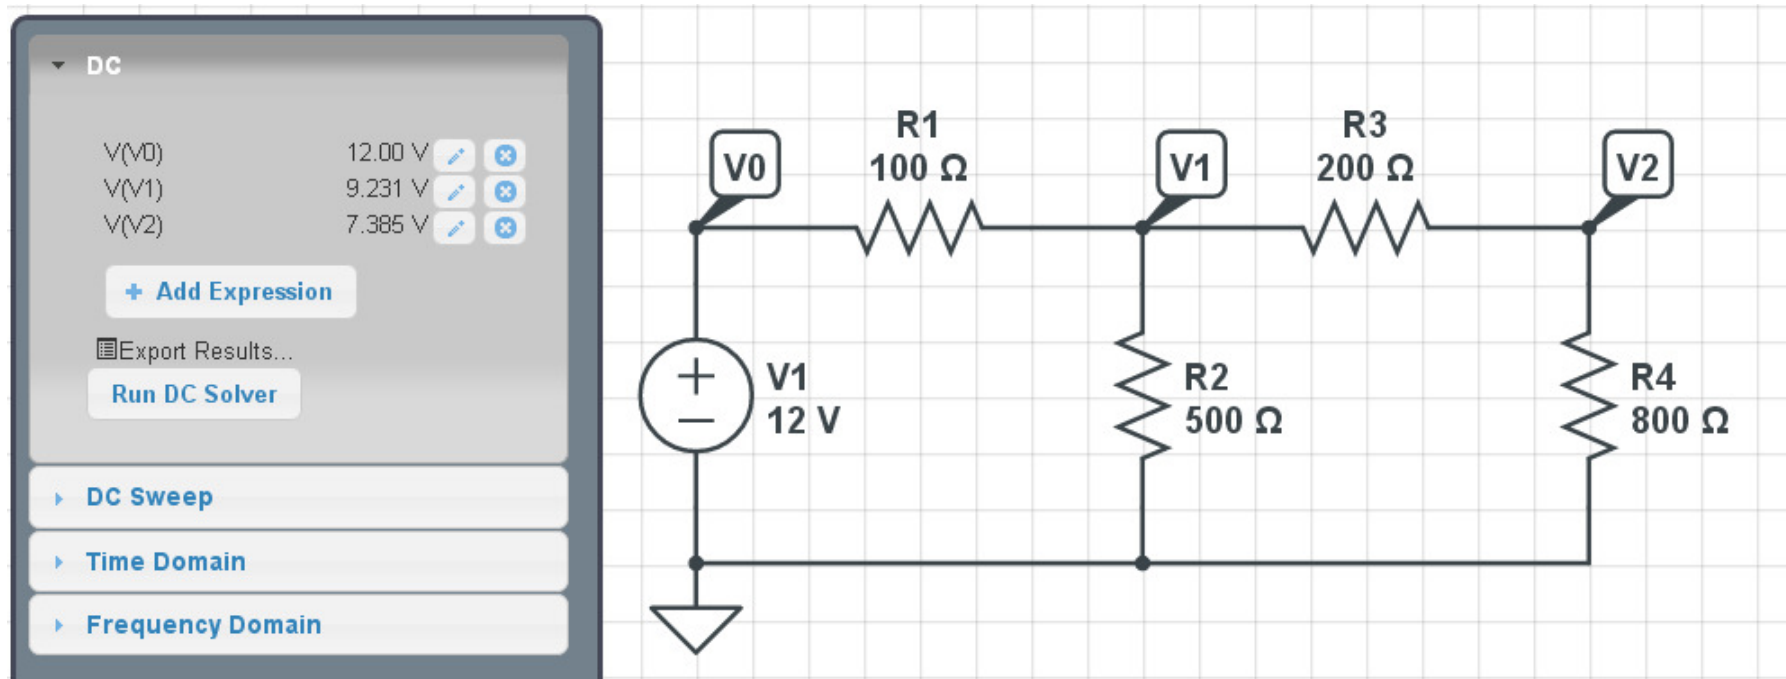 DC
V(V0) 12.00 V
V(V1) 9.231 V
V(V2) 7.385 V
+ Add Expression
Export Results...
Run DC Solver
DC Sweep
Time Domain
Frequency Domain
V0
R1
100 Ω
V1
R3
200 Ω
V2
V1
12 V
R2
500 Ω
R4
800 Ω